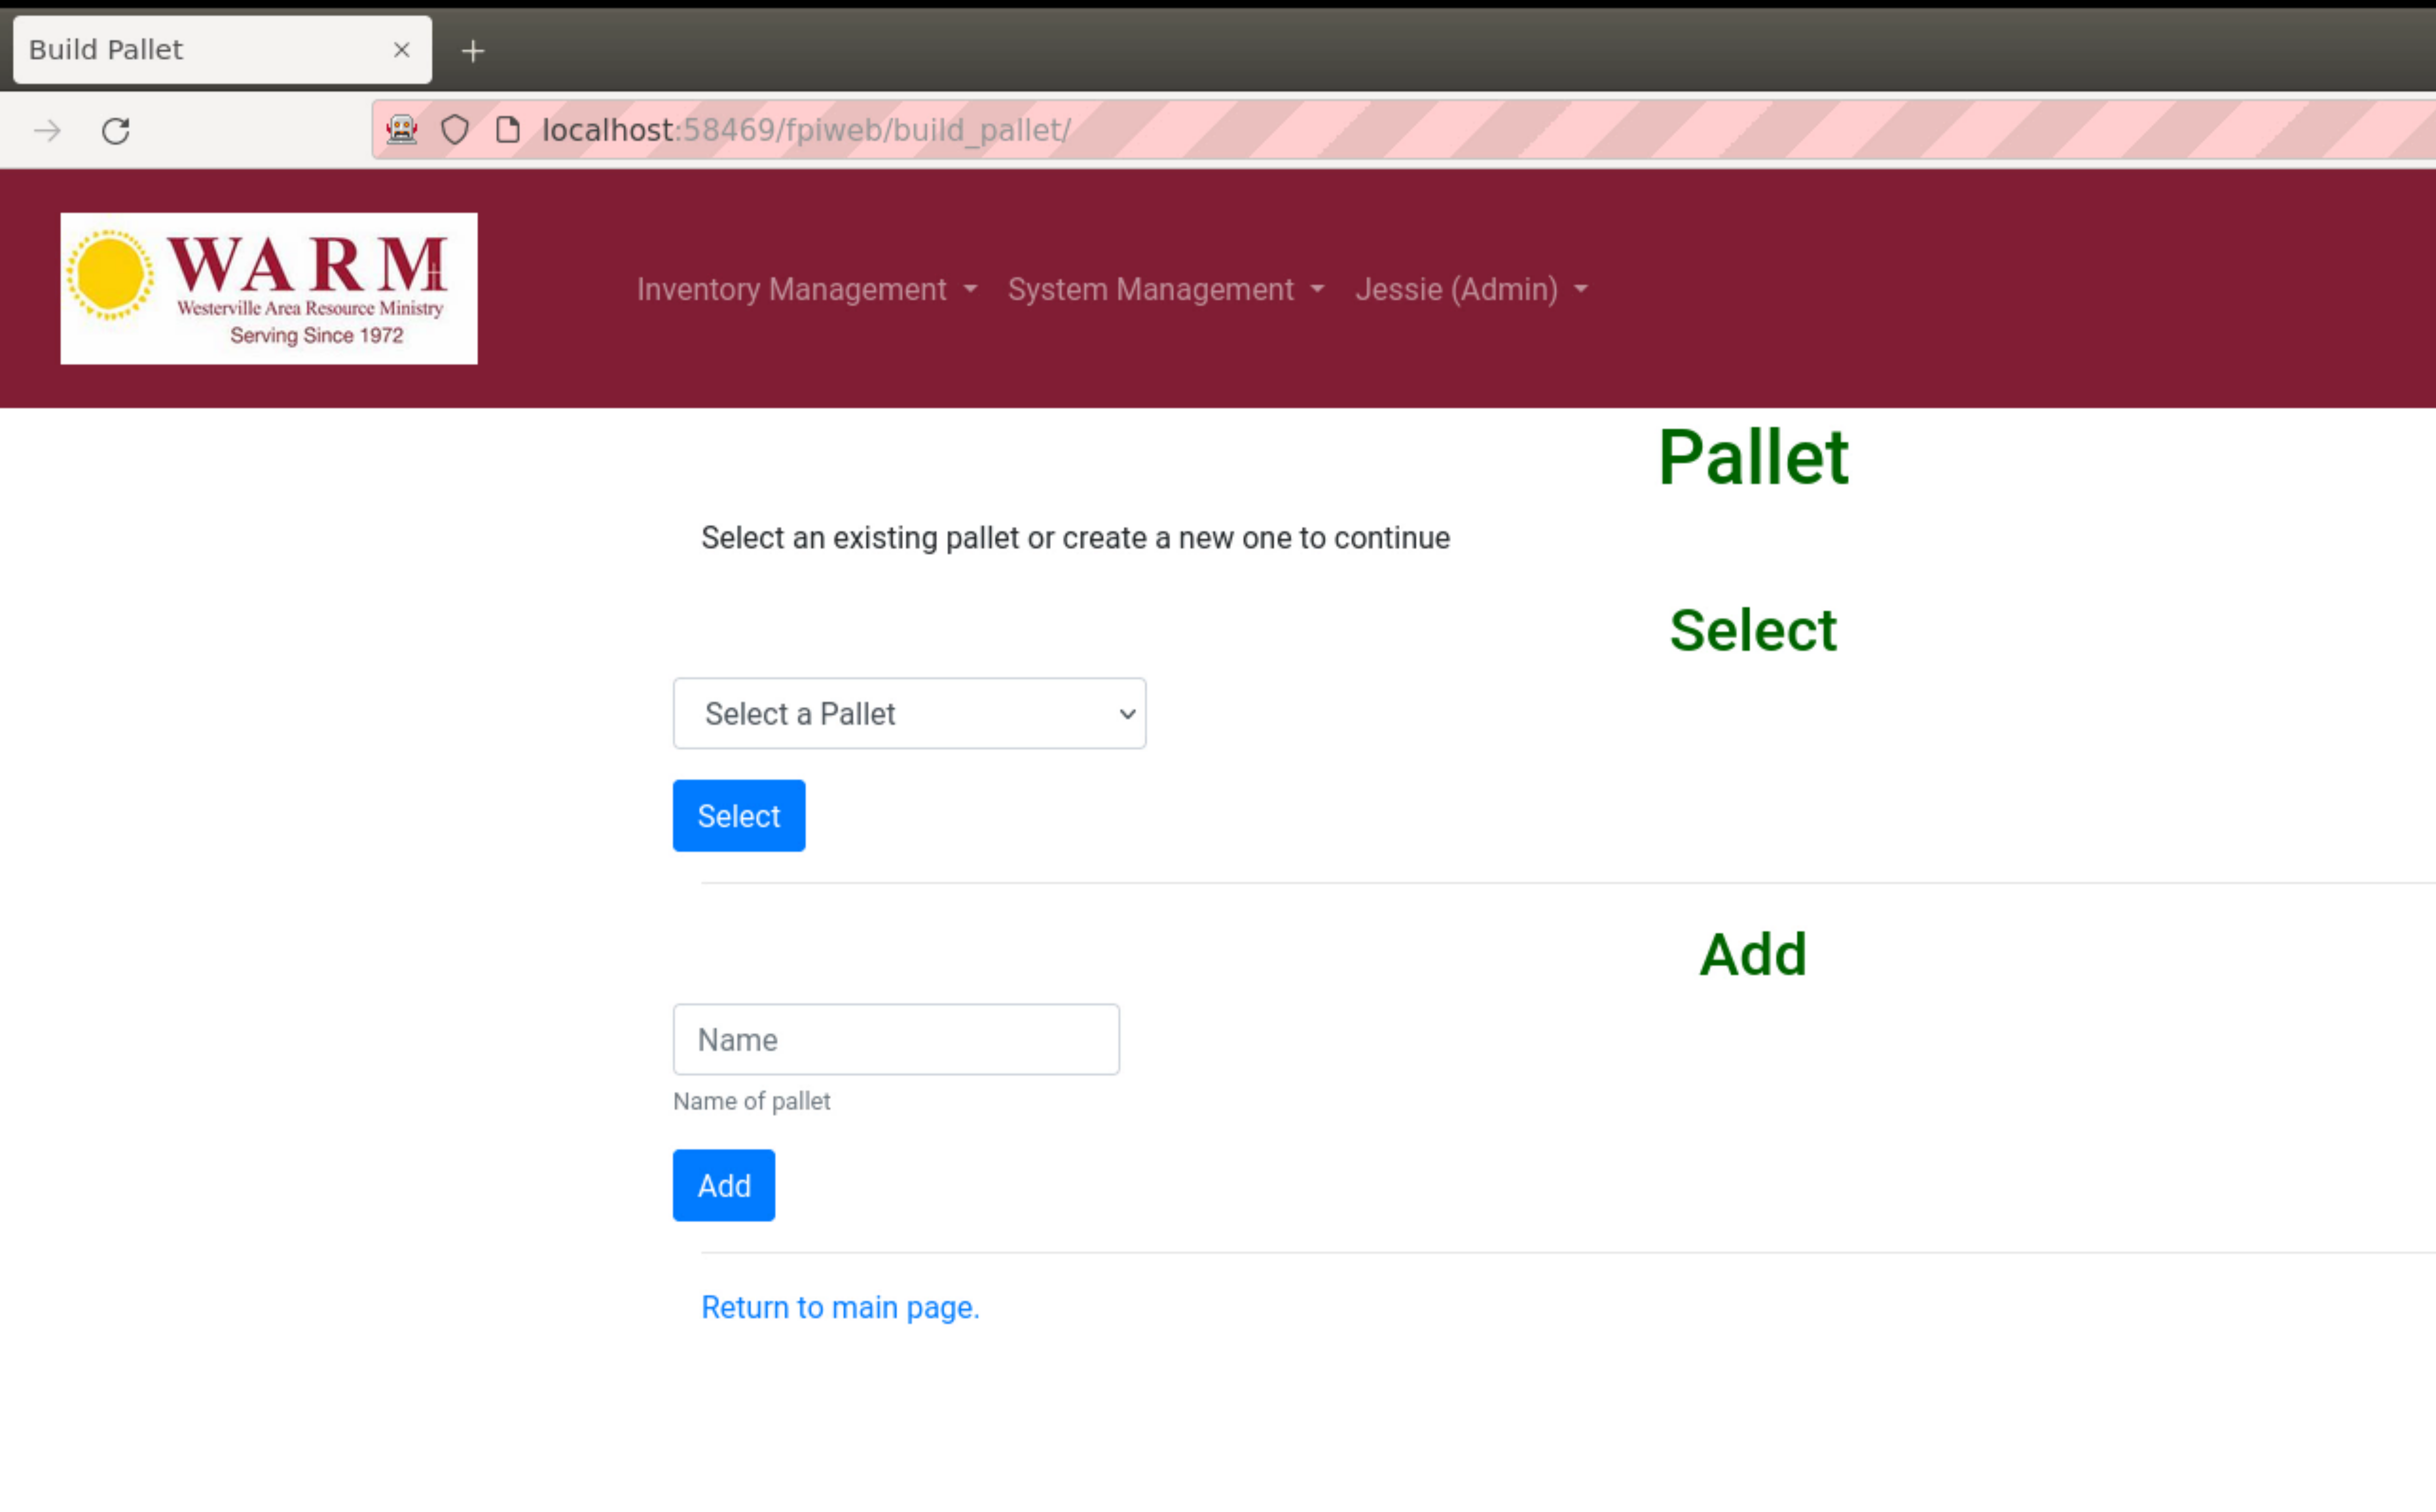 Build Pallet
localhost:58469/fpiweb/build_pallet/
WARM
Westerville Area Resource Ministry
Serving Since 1972
Inventory Management System Management Jessie (Admin)
Pallet
Select an existing pallet or create a new one to continue
Select
Select a Pallet
Select
Add
Name
Name of pallet
Add
Return to main page.